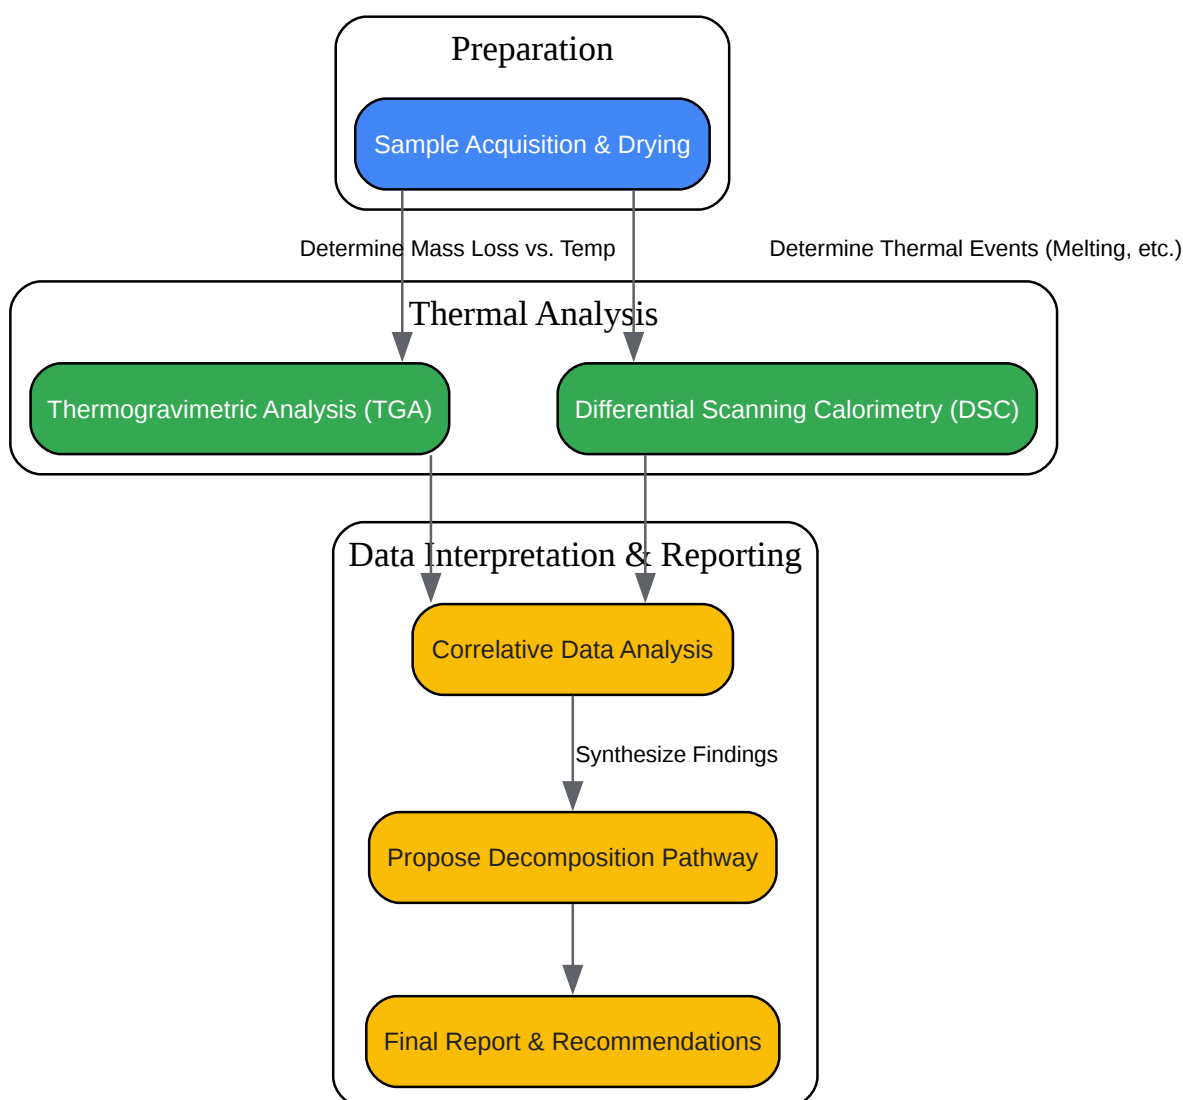 Preparation
Sample Acquisition & Drying
Determine Mass Loss vs. Temp
Determine Thermal Events (Melting, etc.)
Thermal Analysis
Thermogravimetric Analysis (TGA)
Differential Scanning Calorimetry (DSC)
Data Interpretation & Reporting
Correlative Data Analysis
Synthesize Findings
Propose Decomposition Pathway
Final Report & Recommendations